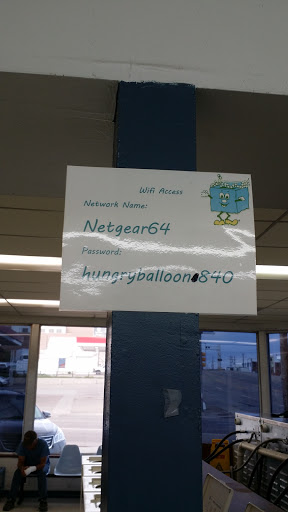 Wifi Access
Network Name:
Netgear64
Password:
hungryballoon840